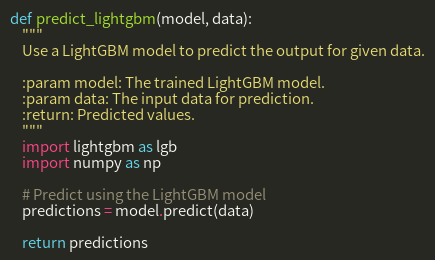 def predict_lightgbm(model, data):
    """
    Use a LightGBM model to predict the output for given data.

    :param model: The trained LightGBM model.
    :param data: The input data for prediction.
    :return: Predicted values.
    """
    import lightgbm as lgb
    import numpy as np

    # Predict using the LightGBM model
    predictions = model.predict(data)

    return predictions